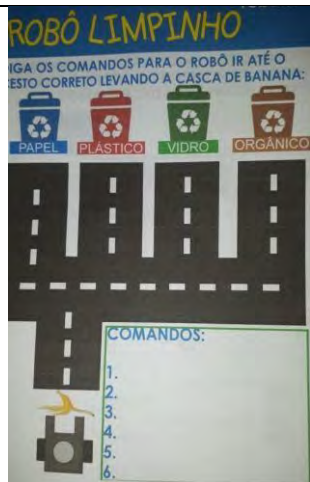 ROBÔ LIMPINHO
IGA OS COMANDOS PARA O ROBÔ IR ATÉ O
CESTO CORRETO LEVANDO A CASCA DE BANANA:
PAPEL PLÁSTICO VIDRO ORGÂNICO
COMANDOS:
1.
2.
3.
4.
5.
6.